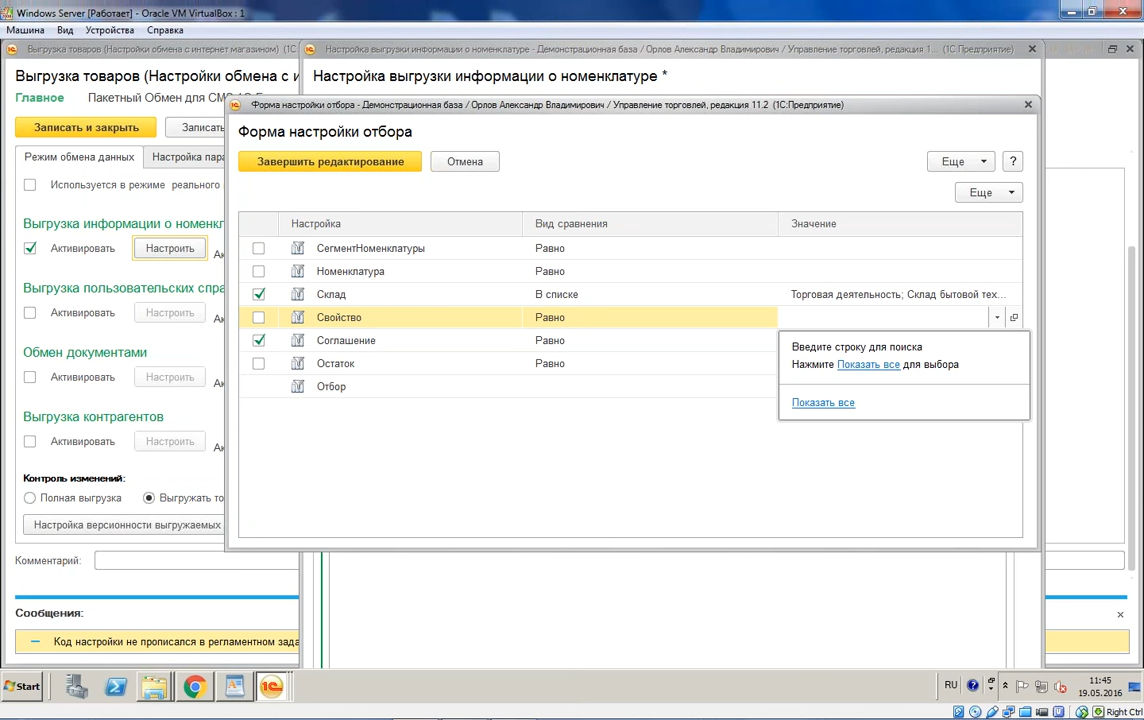 Windows Server [Работает] - Oracle VM VirtualBox : 1
Машина Вид Устройства Справка
Выгрузка товаров (Настройки обмена с интернет магазином) (1С
Настройка выгрузки информации о номенклатуре - Демонстрационная база / Орлов Александр Владимирович / Управление торговлей, редакция 1... (1С:Предприятие)
Выгрузка товаров (Настройки обмена с и
Настройка выгрузки информации о номенклатуре *
Главное Пакетный Обмен для CMS
Форма настройки отбора - Демонстрационная база / Орлов Александр Владимирович / Управление торговлей, редакция 11.2 (1С:Предприятие)
Форма настройки отбора
Записать и закрыть Записать
Завершить редактирование Отмена Еще ?
Режим обмена данных Настройка пара
Еще
Используется в режиме реального
Выгрузка информации о номенкл
Активировать Настроить
Выгрузка пользовательских спра
Активировать Настроить
Обмен документами
Активировать Настроить
Выгрузка контрагентов
Активировать Настроить
Контроль изменений:
Полная выгрузка Выгружать то
Настройка версионности выгружаемых
Комментарий:
Настройка Вид сравнения Значение
СегментНоменклатуры Равно
Номенклатура Равно
Склад В списке Торговая деятельность; Склад бытовой тех...
Свойство Равно
Соглашение Равно
Остаток Равно
Отбор
Введите строку для поиска
Нажмите Показать все для выбора
Показать все
Сообщения:
Код настройки не прописался в регламентном зада
Start
RU
11:45
19.05.2016
Right Ctrl